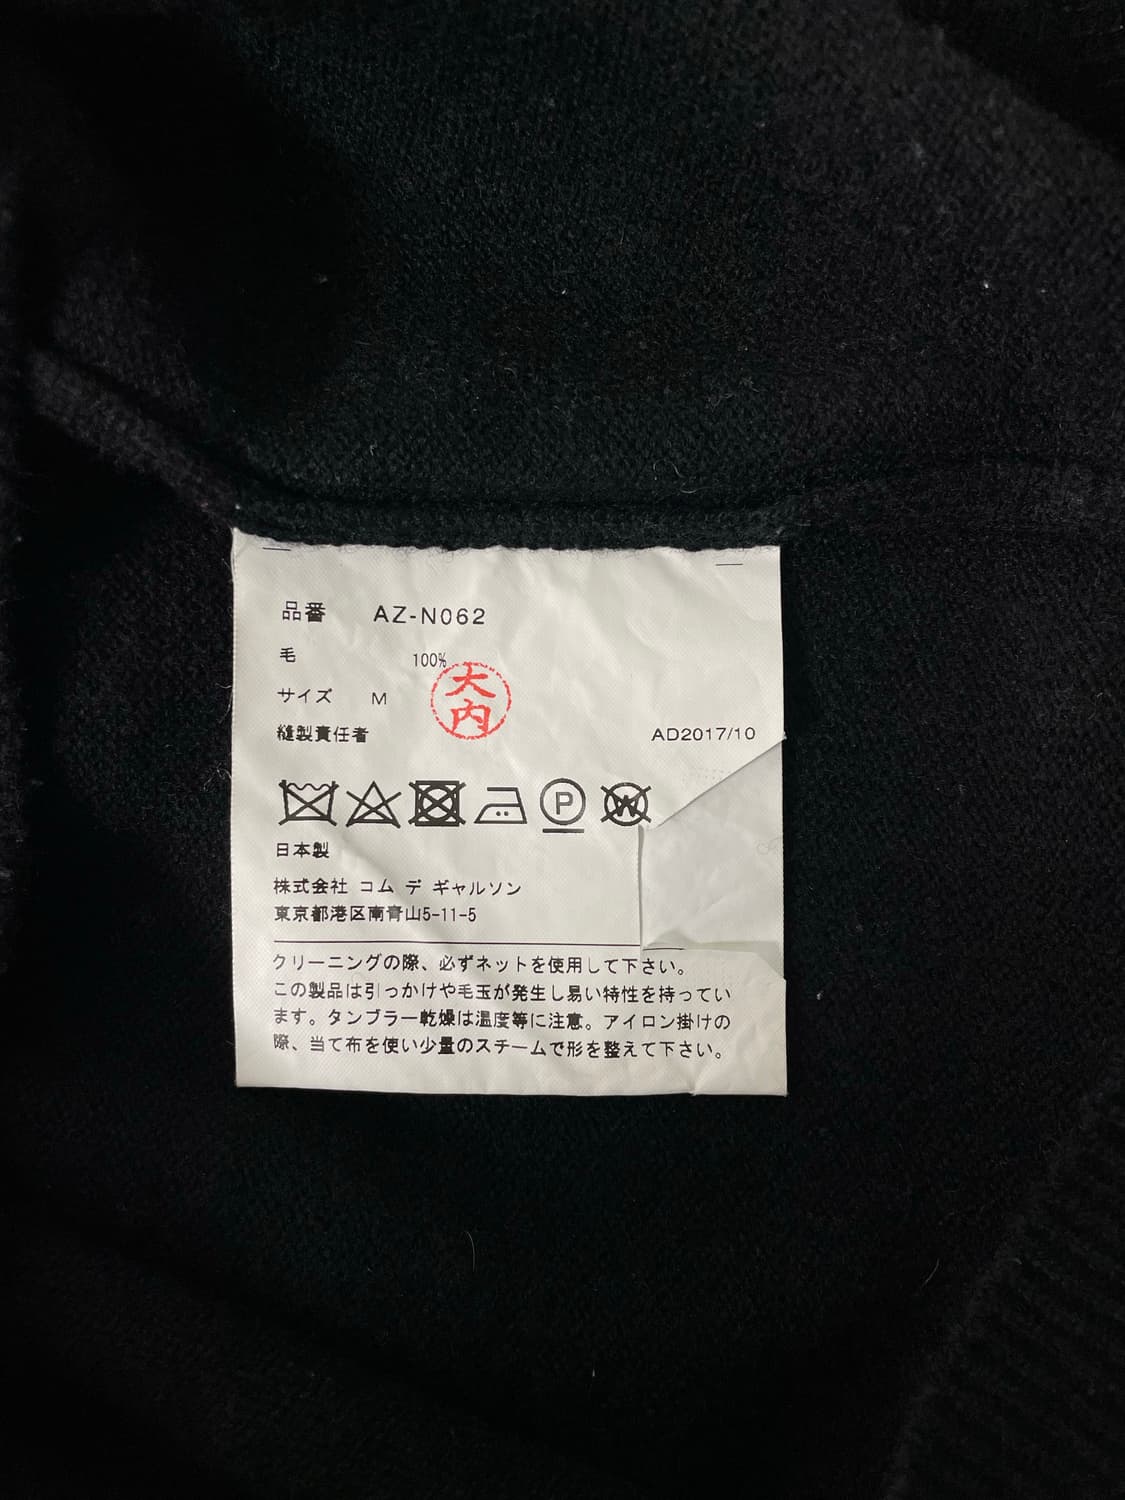 品番 AZ-N062
毛 100%
サイズ M
大内
縫製責任者 AD2017/10
P W
日本製
株式会社 コム デ ギャルソン
東京都港区南青山5-11-5
クリーニングの際、必ずネットを使用して下さい。
この製品は引っかけや毛玉が発生し易い特性を持ってい
ます。タンブラー乾燥は温度等に注意。アイロン掛けの
際、当て布を使い少量のスチームで形を整えて下さい。